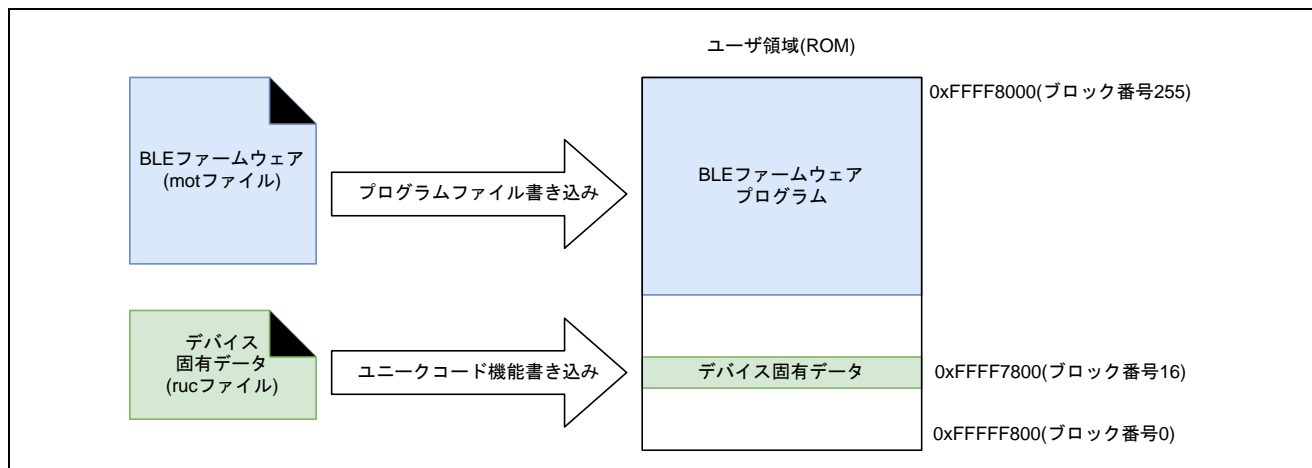 ユーザ領域(ROM)
0xFFFF8000(ブロック番号255)
BLEファームウェア
(motファイル)
プログラムファイル書き込み
BLEファームウェア
プログラム
デバイス
固有データ
(rucファイル)
ユニークコード機能書き込み
デバイス固有データ
0xFFFF7800(ブロック番号16)
0xFFFFF800(ブロック番号0)